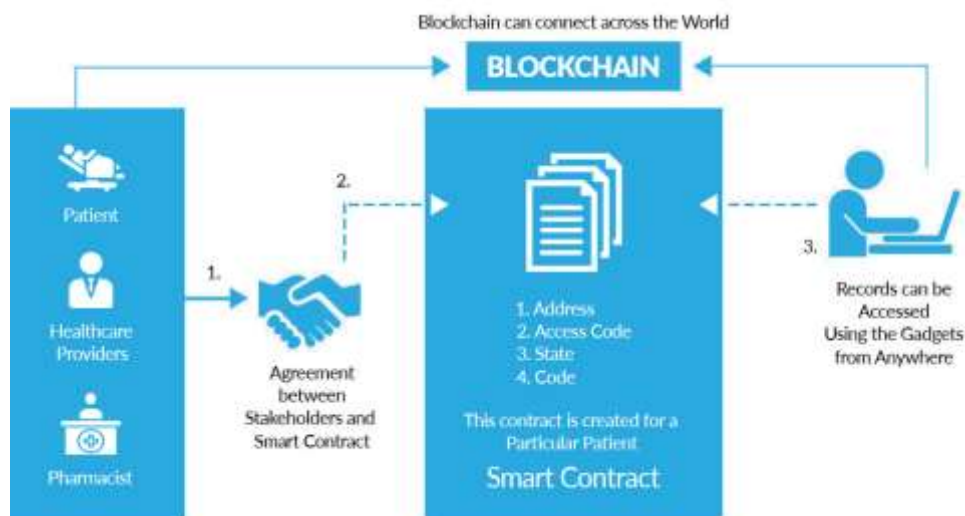 Blockchain can connect across the World
BLOCKCHAIN
Patient
Healthcare
Providers
Pharmacist
1.
Agreement
between
Stakeholders and
Smart Contract
2.
1. Address
2. Access Code
3. State
4. Code
This contract is created for a
Particular Patient
Smart Contract
3.
Records can be
Accessed
Using the Gadgets
from Anywhere